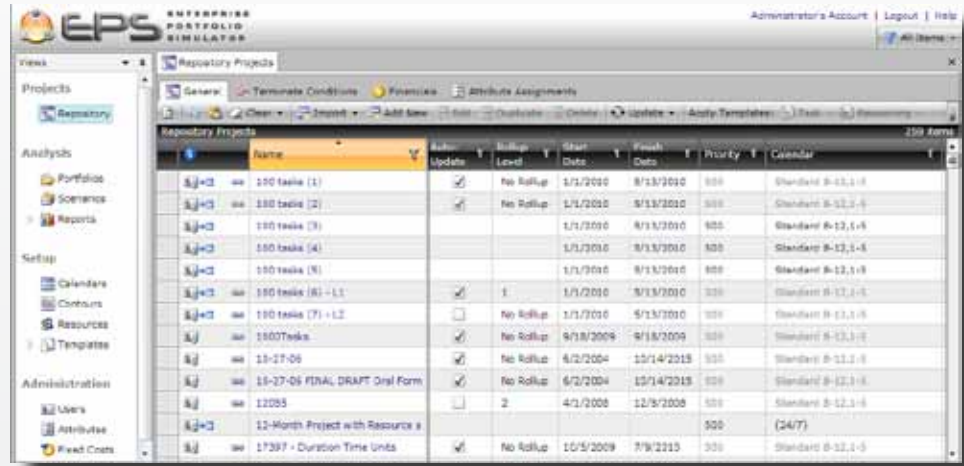 EPS ENTERPRISE PORTFOLIO SIMULATOR
Administrator's Account | Logout | Help
All Items
Views
Repository Projects
Projects
Repository
Analysis
Portfolios
Scenarios
Reports
Setup
Calendars
Contours
Resources
Templates
Administration
Users
Attributes
Fixed Costs
General Terminate Conditions Financials Attribute Assignments
Clear Import Add New Edit Duplicate Delete Update Apply Templates: Task
Repository Projects 259 items
Name Auto-Update Rollup Level Start Date Finish Date Priority Calendar
100 tasks (1) No Rollup 1/1/2010 5/13/2010 500 Standard 8-12,1-5
100 tasks (2) No Rollup 1/1/2010 5/13/2010 500 Standard 8-12,1-5
100 tasks (3) 1/1/2010 5/13/2010 500 Standard 8-12,1-5
100 tasks (4) 1/1/2010 5/13/2010 500 Standard 8-12,1-5
100 tasks (5) 1/1/2010 5/13/2010 500 Standard 8-12,1-5
100 tasks (6) - L1 1 1/1/2010 5/13/2010 500 Standard 8-12,1-5
100 tasks (7) - L2 No Rollup 1/1/2010 5/13/2010 500 Standard 8-12,1-5
1002Tasks No Rollup 9/18/2009 9/18/2009 500 Standard 8-12,1-5
10-27-06 No Rollup 6/2/2004 10/14/2015 500 Standard 8-12,1-5
10-27-06 FINAL DRAFT Oral Form No Rollup 6/2/2004 10/14/2015 500 Standard 8-12,1-5
12055 2 4/1/2008 12/8/2008 500 Standard 8-12,1-5
12-Month Project with Resource a 500 (24/7)
17397 - Duration Time Units No Rollup 10/5/2009 7/9/2015 500 Standard 8-12,1-5